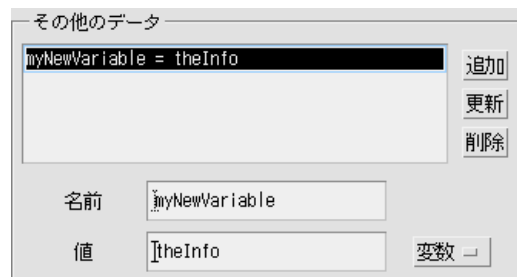 その他のデータ
myNewVariable = theInfo
追加
更新
削除
名前 myNewVariable
値 theInfo 変数